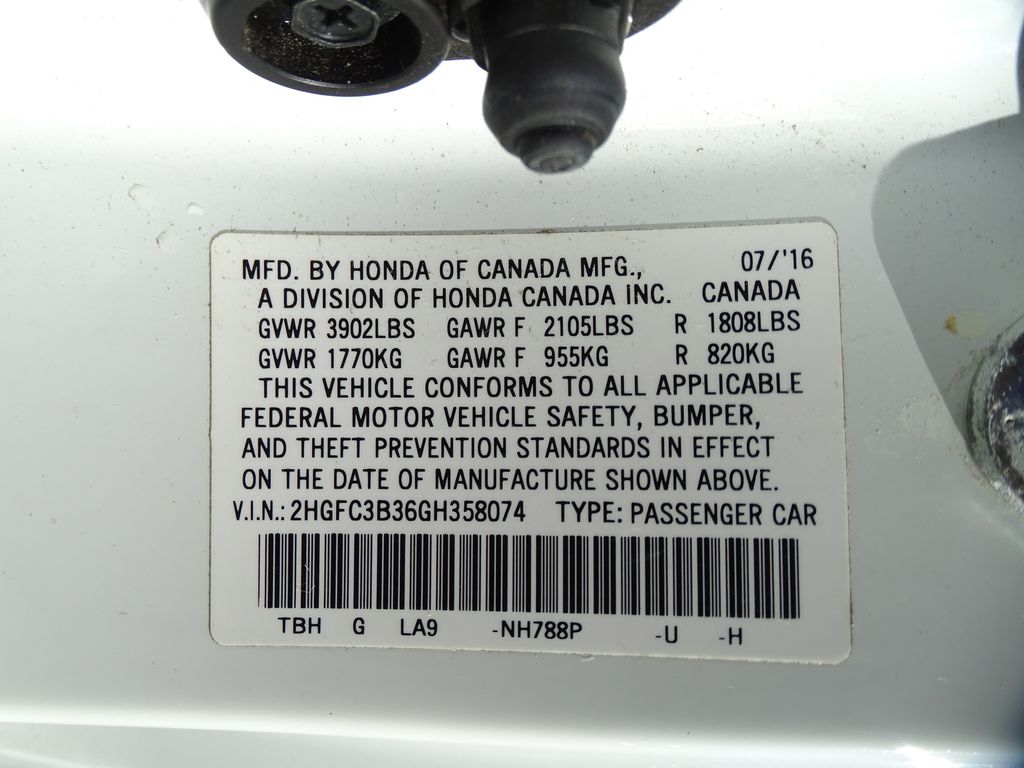 MFD. BY HONDA OF CANADA MFG., 07/'16
A DIVISION OF HONDA CANADA INC. CANADA
GVWR 3902LBS GAWR F 2105LBS R 1808LBS
GVWR 1770KG GAWR F 955KG R 820KG
THIS VEHICLE CONFORMS TO ALL APPLICABLE
FEDERAL MOTOR VEHICLE SAFETY, BUMPER,
AND THEFT PREVENTION STANDARDS IN EFFECT
ON THE DATE OF MANUFACTURE SHOWN ABOVE.
V.I.N.: 2HGFC3B36GH358074 TYPE: PASSENGER CAR
TBH G LA9 -NH788P -U -H